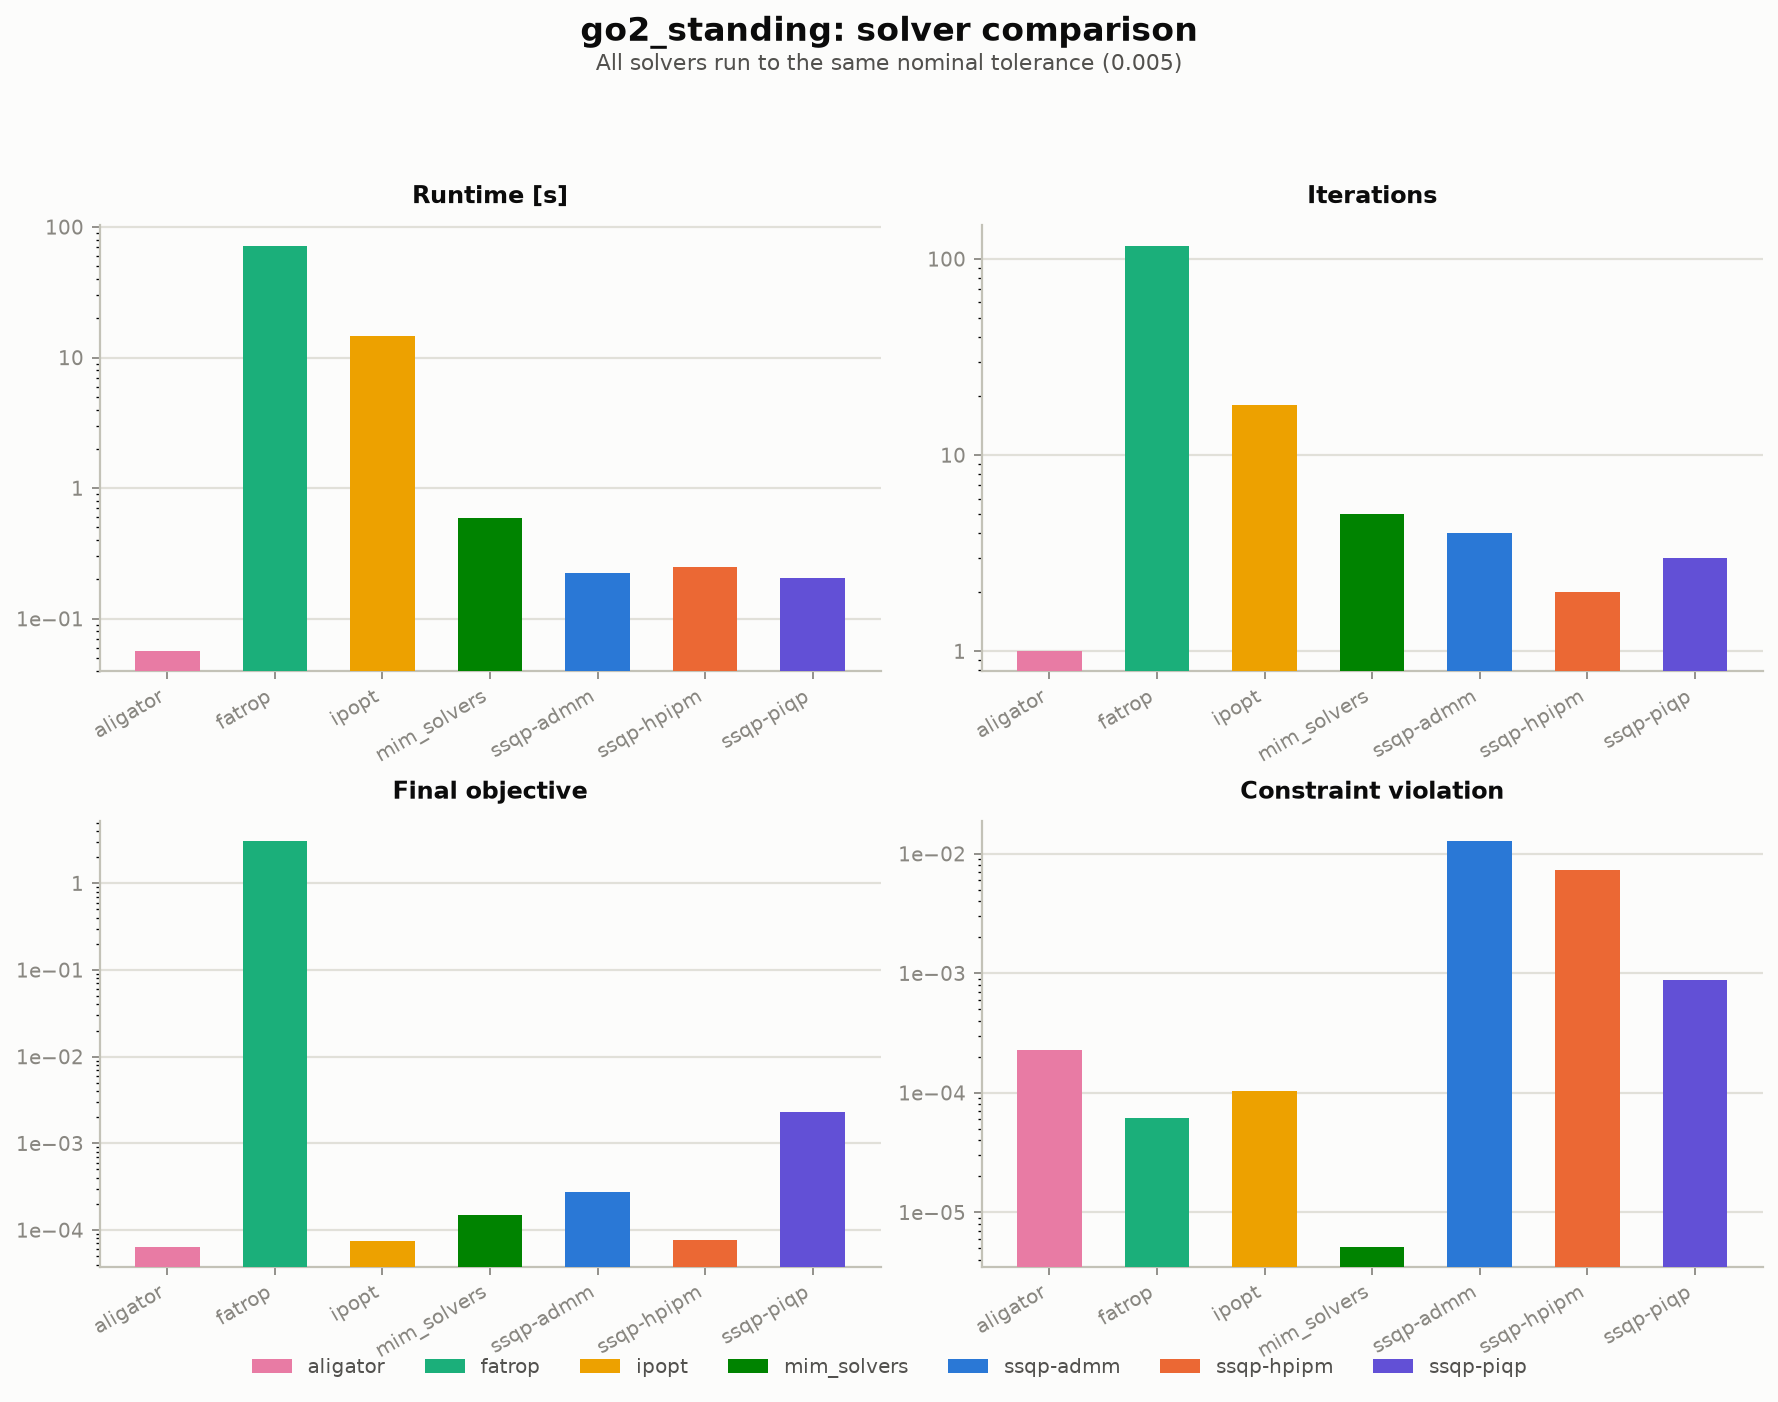 go2_standing: solver comparison
All solvers run to the same nominal tolerance (0.005)
Runtime [s]
100
10
1
1e−01
aligator
fatrop
ipopt
mim_solvers
ssqp-admm
ssqp-hpipm
ssqp-piqp
Iterations
100
10
1
aligator
fatrop
ipopt
mim_solvers
ssqp-admm
ssqp-hpipm
ssqp-piqp
Final objective
1
1e−01
1e−02
1e−03
1e−04
aligator
fatrop
ipopt
mim_solvers
ssqp-admm
ssqp-hpipm
ssqp-piqp
Constraint violation
1e−02
1e−03
1e−04
1e−05
aligator
fatrop
ipopt
mim_solvers
ssqp-admm
ssqp-hpipm
ssqp-piqp
aligator fatrop ipopt mim_solvers ssqp-admm ssqp-hpipm ssqp-piqp